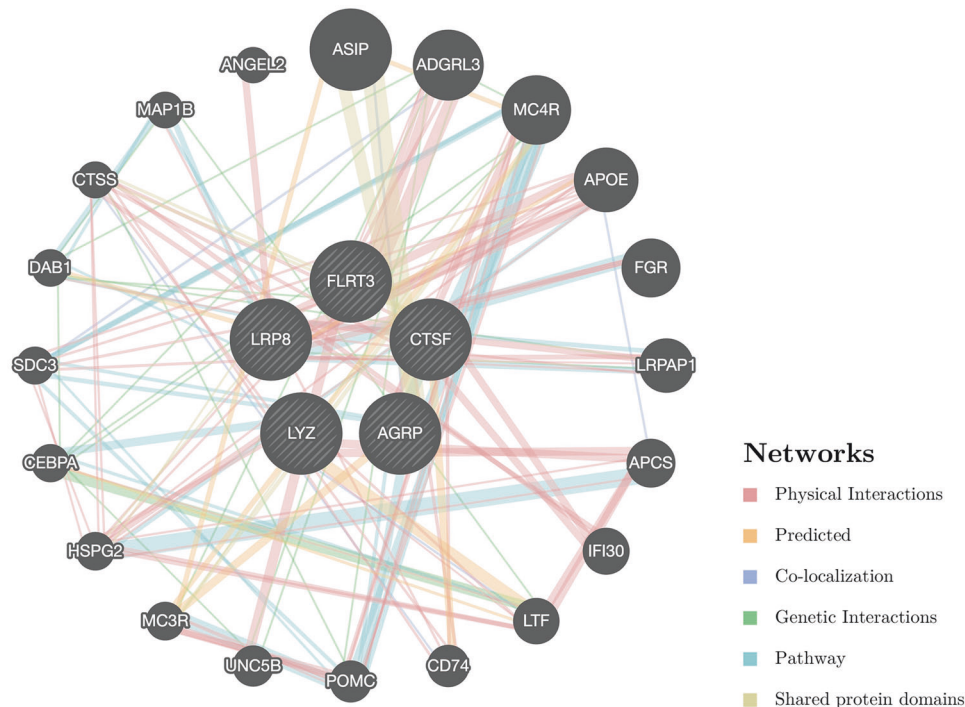 ASIP
ADGRL3
ANGEL2
MC4R
MAP1B
CTSS
APOE
DAB1
FGR
FLRT3
LRP8
CTSF
SDC3
LRPAP1
LYZ
AGRP
CEBPA
APCS
HSPG2
IFI30
MC3R
LTF
UNC5B
CD74
POMC
Networks
Physical Interactions
Predicted
Co-localization
Genetic Interactions
Pathway
Shared protein domains